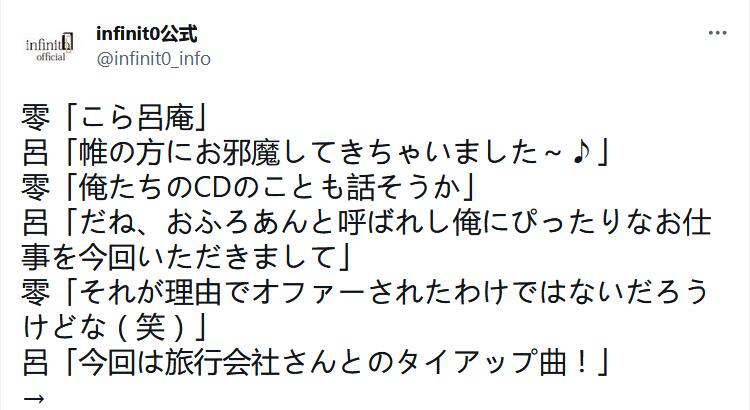 infinit0
official
infinit0公式
@infinit0_info
零「こら呂庵」
呂「帷の方にお邪魔してきちゃいました～♪」
零「俺たちのCDのことも話そうか」
呂「だね、おふろあんと呼ばれし俺にぴったりなお仕
事を今回いただきまして」
零「それが理由でオファーされたわけではないだろう
けどな（笑）」
呂「今回は旅行会社さんとのタイアップ曲！」
→